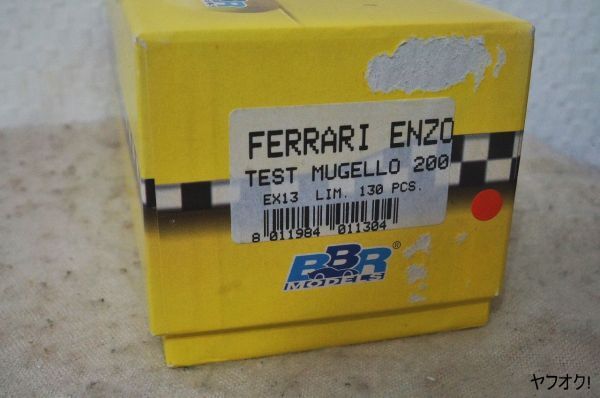 FERRARI ENZO
TEST MUGELLO 200
EX13 LIM. 130 PCS.
8 011984 011304
BBR®
MODELS
ヤフオク!